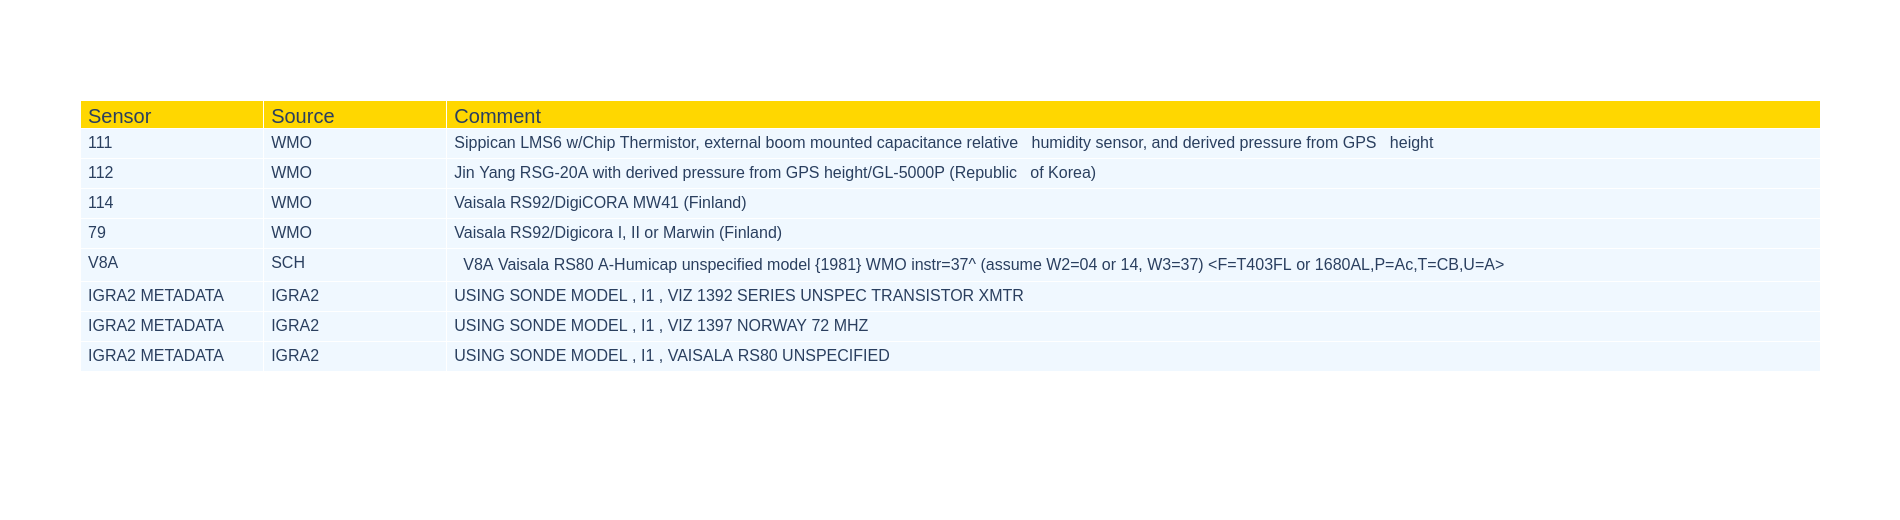 Sensor Source Comment
111 WMO Sippican LMS6 w/Chip Thermistor, external boom mounted capacitance relative   humidity sensor, and derived pressure from GPS   height
112 WMO Jin Yang RSG-20A with derived pressure from GPS height/GL-5000P (Republic   of Korea)
114 WMO Vaisala RS92/DigiCORA MW41 (Finland)
79 WMO Vaisala RS92/Digicora I, II or Marwin (Finland)
V8A SCH V8A Vaisala RS80 A-Humicap unspecified model {1981} WMO instr=37^ (assume W2=04 or 14, W3=37) <F=T403FL or 1680AL,P=Ac,T=CB,U=A>
IGRA2 METADATA IGRA2 USING SONDE MODEL , I1 , VIZ 1392 SERIES UNSPEC TRANSISTOR XMTR
IGRA2 METADATA IGRA2 USING SONDE MODEL , I1 , VIZ 1397 NORWAY 72 MHZ
IGRA2 METADATA IGRA2 USING SONDE MODEL , I1 , VAISALA RS80 UNSPECIFIED